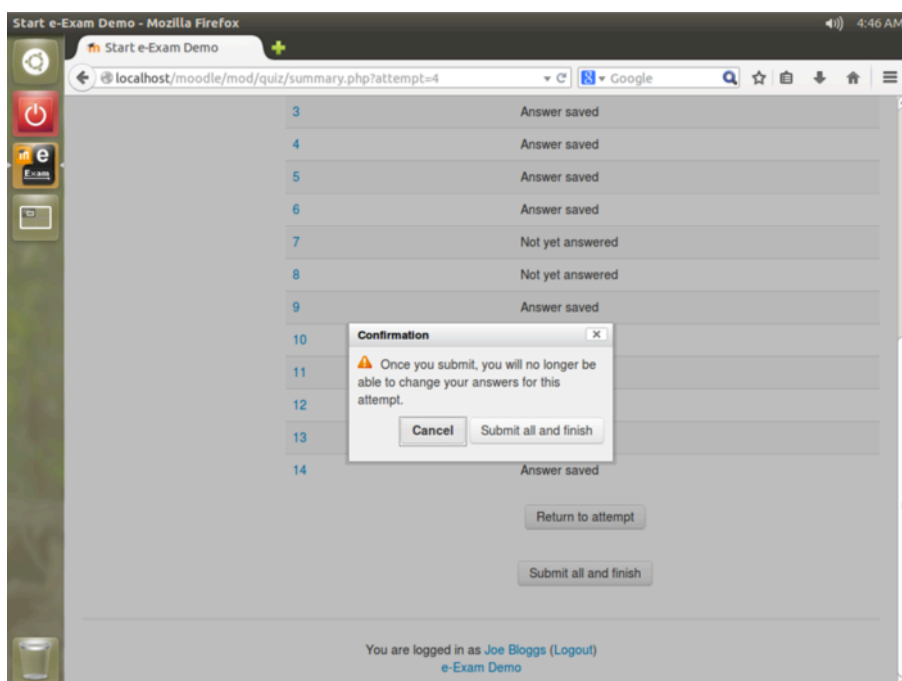 Start e-Exam Demo - Mozilla Firefox 4:46 AM
Start e-Exam Demo
localhost/moodle/mod/quiz/summary.php?attempt=4 Google
e
Exam
3 Answer saved
4 Answer saved
5 Answer saved
6 Answer saved
7 Not yet answered
8 Not yet answered
9 Answer saved
10
11
12
13
14 Answer saved
Confirmation
Once you submit, you will no longer be
able to change your answers for this
attempt.
Cancel Submit all and finish
Return to attempt
Submit all and finish
You are logged in as Joe Bloggs (Logout)
e-Exam Demo